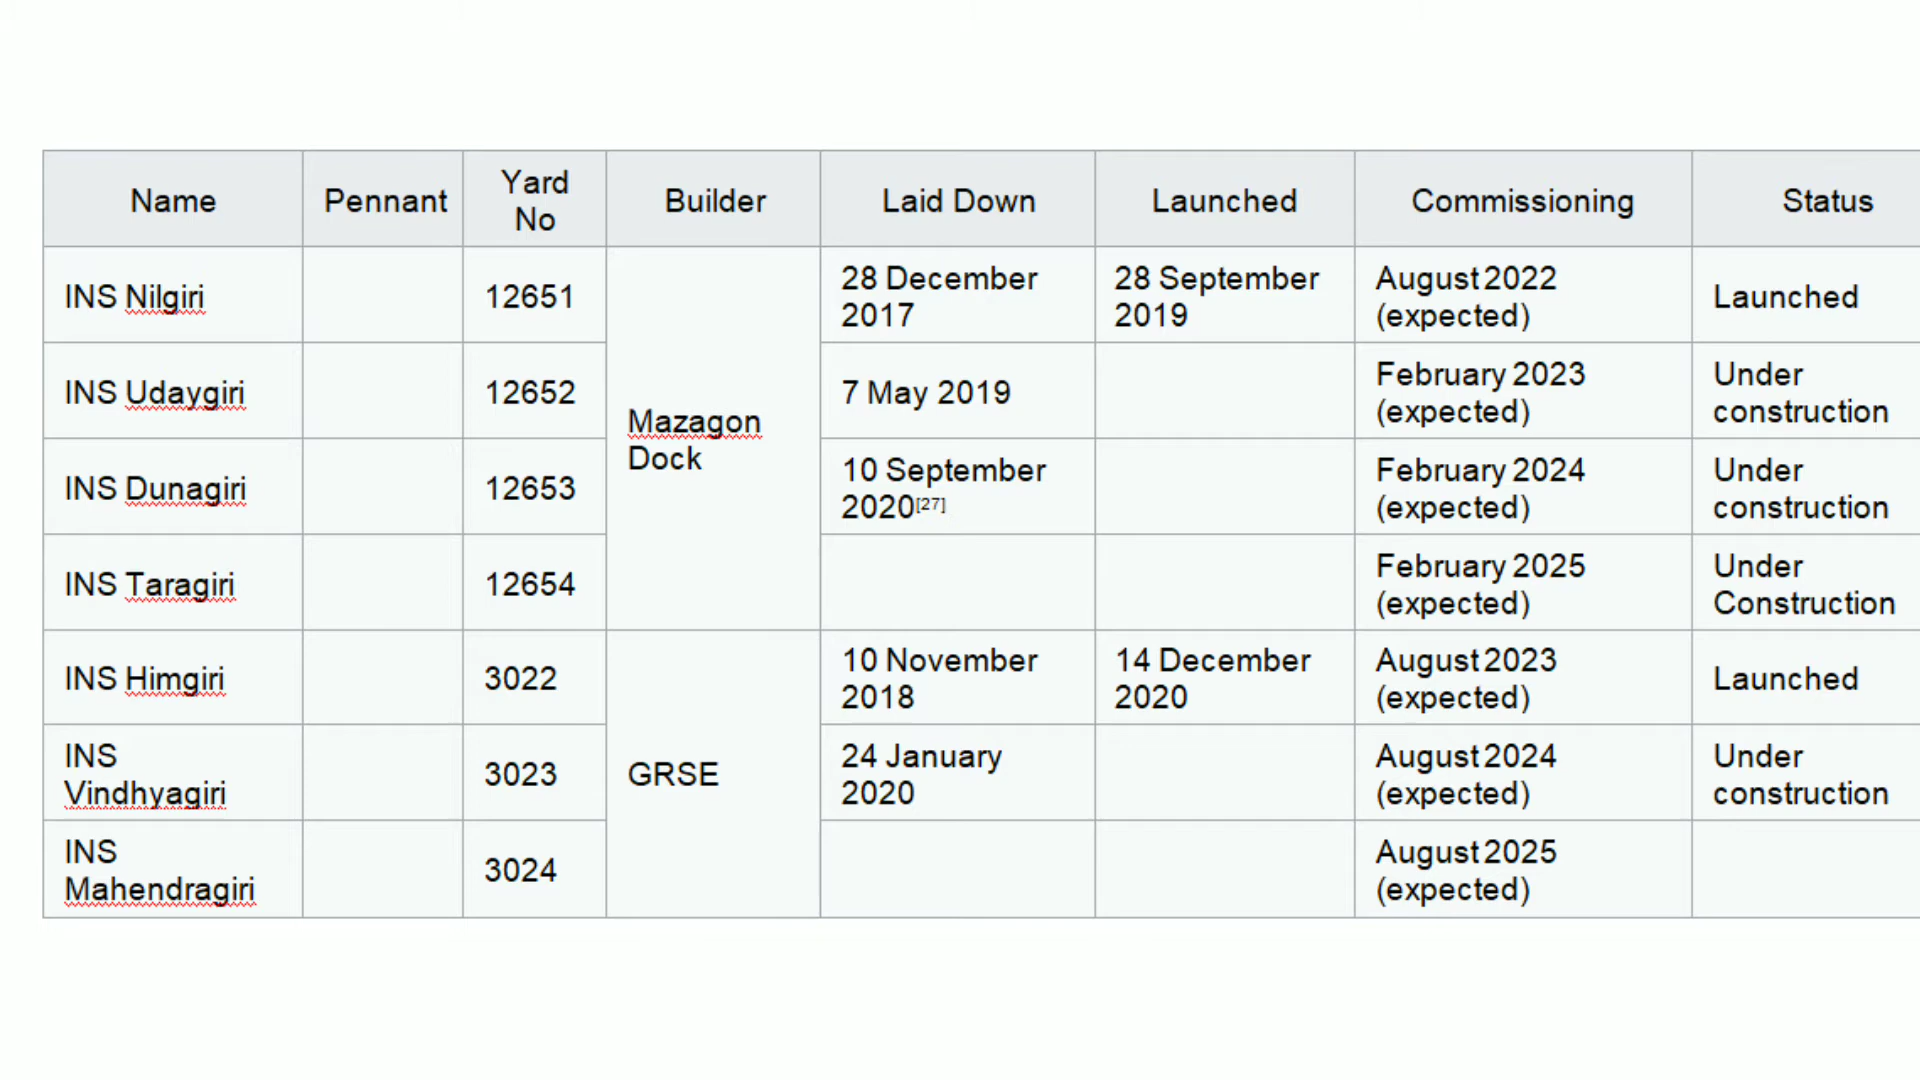 Name Pennant Yard No Builder Laid Down Launched Commissioning Status
INS Nilgiri 12651 Mazagon Dock 28 December 2017 28 September 2019 August 2022 (expected) Launched
INS Udaygiri 12652 7 May 2019 February 2023 (expected) Under construction
INS Dunagiri 12653 10 September 2020[27] February 2024 (expected) Under construction
INS Taragiri 12654 February 2025 (expected) Under Construction
INS Himgiri 3022 GRSE 10 November 2018 14 December 2020 August 2023 (expected) Launched
INS Vindhyagiri 3023 24 January 2020 August 2024 (expected) Under construction
INS Mahendragiri 3024 August 2025 (expected)